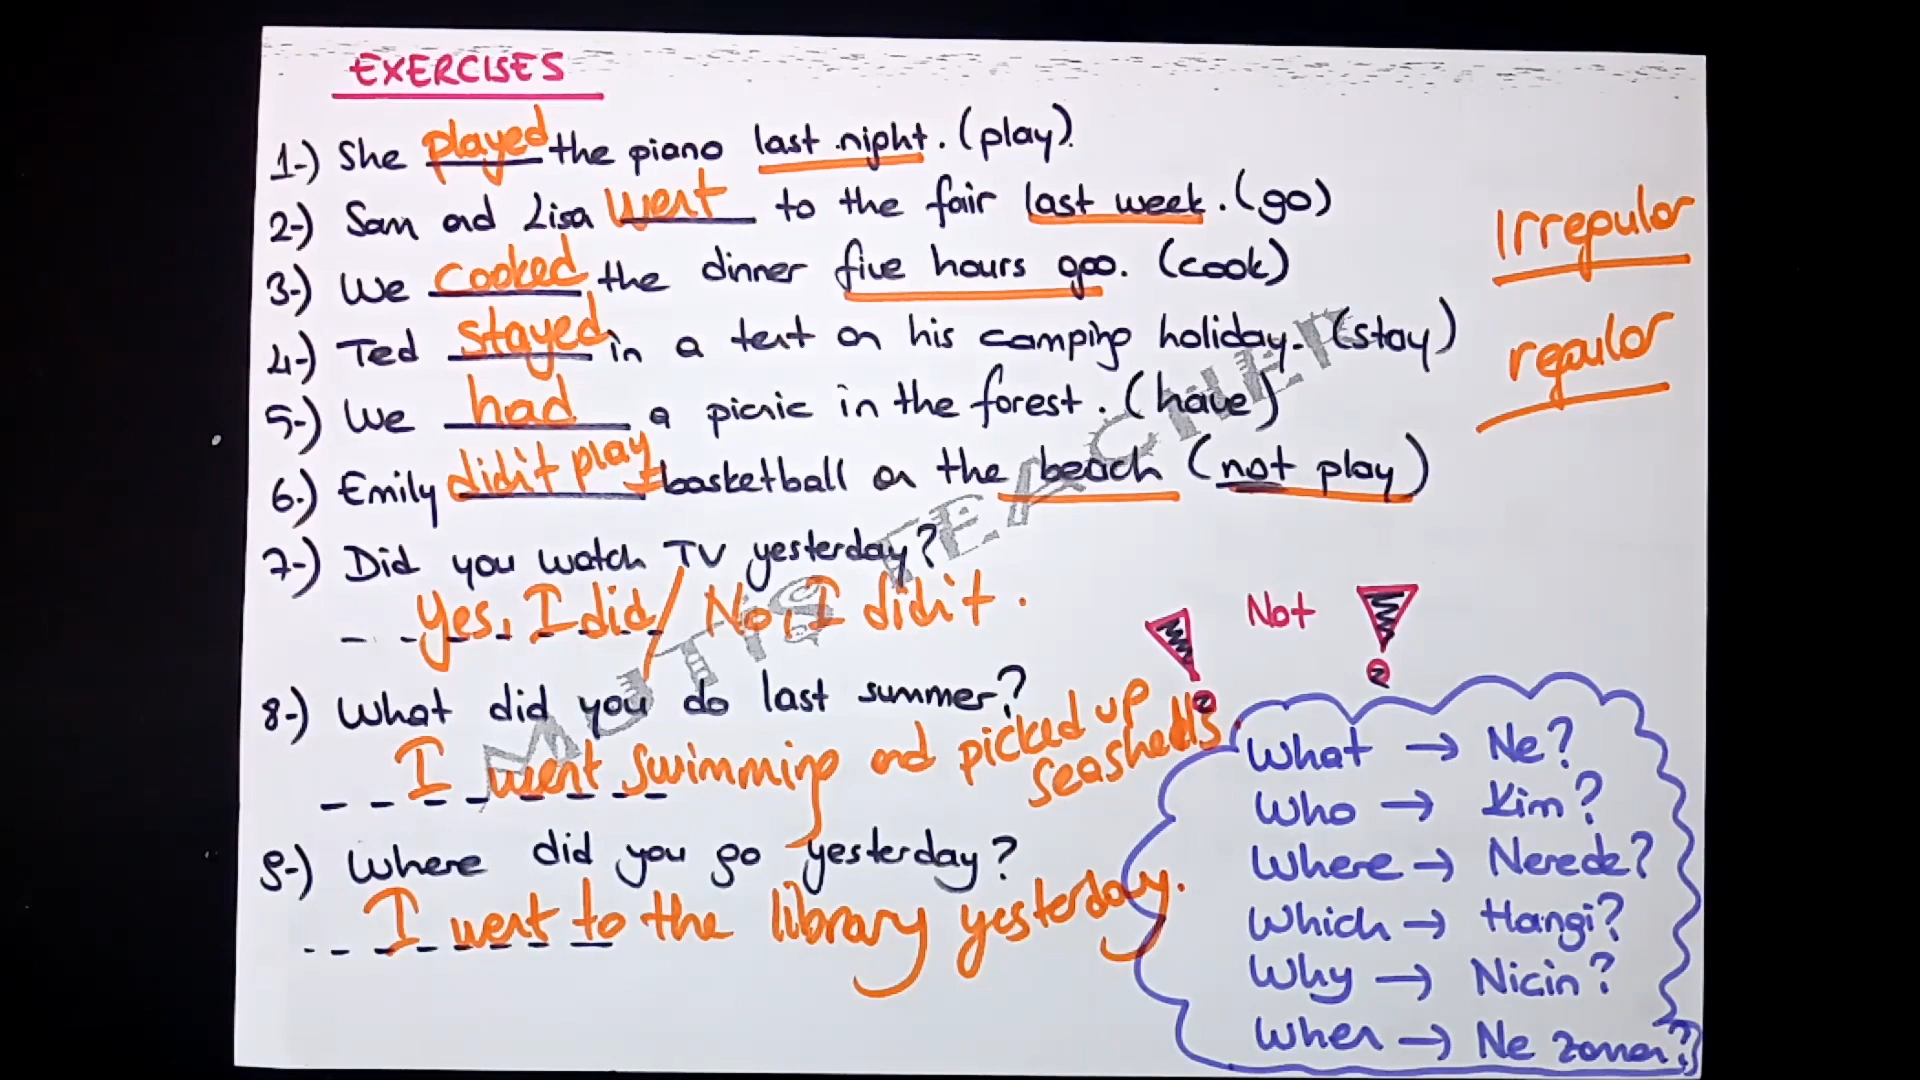 EXERCISES
1-) She played the piano last night. (play)
2-) Sam and Lisa went to the fair last week. (go)
3-) We cooked the dinner five hours ago. (cook)
4-) Ted stayed in a tent on his camping holiday. (stay)
5-) We had a picnic in the forest. (have)
6-) Emily didn't play basketball on the beach (not play)
7-) Did you watch TV yesterday?
Yes, I did / No, I didn't.
8-) What did you do last summer?
I went swimming and picked up seashells
9-) Where did you go yesterday?
I went to the library yesterday.
Irregular
regular
Not
What → Ne?
Who → Kim?
Where → Nerede?
Which → Hangi?
Why → Nicin?
When → Ne zaman?
TEACHER